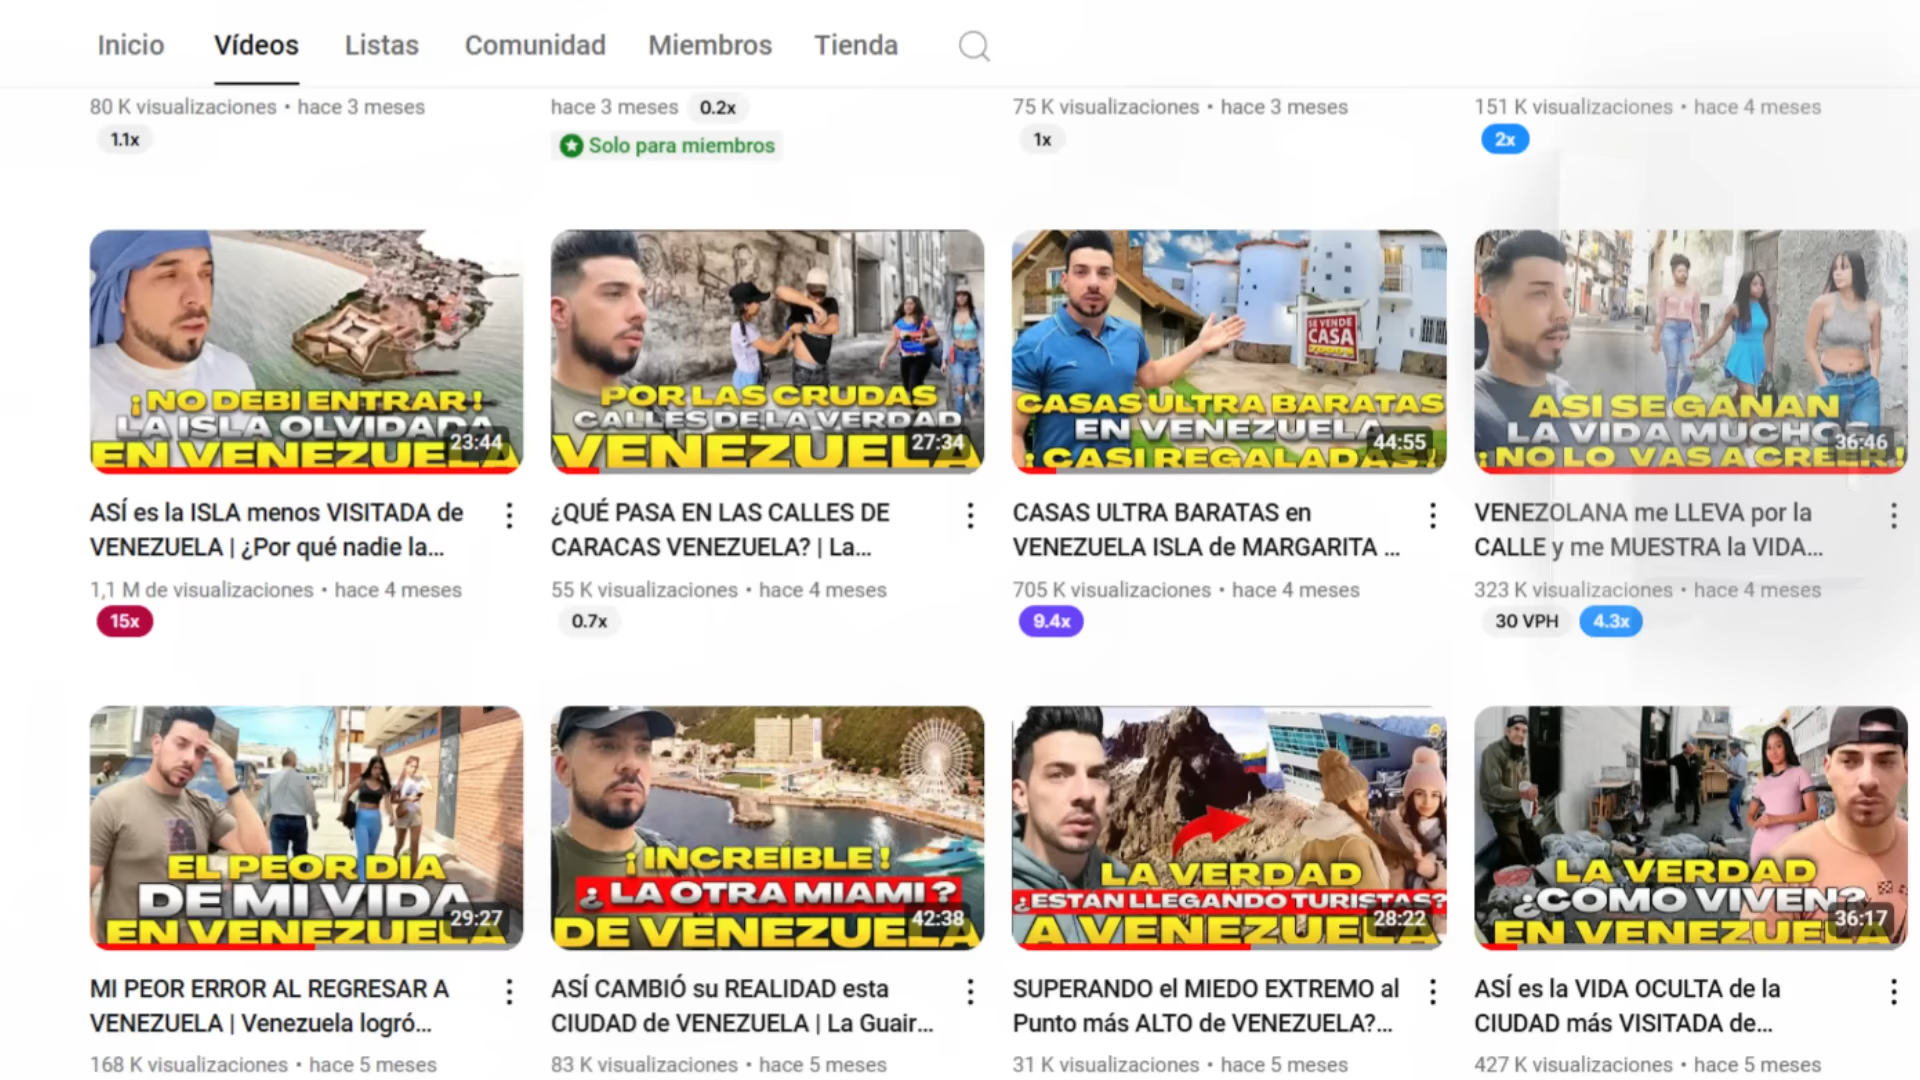 Inicio Vídeos Listas Comunidad Miembros Tienda
80 K visualizaciones • hace 3 meses
1.1x
hace 3 meses 0.2x
Solo para miembros
75 K visualizaciones • hace 3 meses
1x
151 K visualizaciones • hace 4 meses
2x
¡NO DEBI ENTRAR!
LA ISLA OLVIDADA
EN VENEZUELA
23:44
ASÍ es la ISLA menos VISITADA de
VENEZUELA | ¿Por qué nadie la...
1,1 M de visualizaciones • hace 4 meses
15x
POR LAS CRUDAS
CALLES DE LA VERDAD
VENEZUELA
27:34
¿QUÉ PASA EN LAS CALLES DE
CARACAS VENEZUELA? | La...
55 K visualizaciones • hace 4 meses
0.7x
SE VENDE
CASA
CASAS ULTRA BARATAS
EN VENEZUELA
¡CASI REGALADAS!
44:55
CASAS ULTRA BARATAS en
VENEZUELA ISLA de MARGARITA ...
705 K visualizaciones • hace 4 meses
9.4x
ASI SE GANAN
LA VIDA MUCHOS
¡NO LO VAS A CREER!
36:46
VENEZOLANA me LLEVA por la
CALLE y me MUESTRA la VIDA...
323 K visualizaciones • hace 4 meses
30 VPH 4.3x
EL PEOR DIA
DE MI VIDA
EN VENEZUELA
29:27
MI PEOR ERROR AL REGRESAR A
VENEZUELA | Venezuela logró...
168 K visualizaciones • hace 5 meses
¡INCREIBLE!
¿LA OTRA MIAMI?
DE VENEZUELA
42:38
ASÍ CAMBIÓ su REALIDAD esta
CIUDAD de VENEZUELA | La Guair...
83 K visualizaciones • hace 5 meses
LA VERDAD
¿ESTAN LLEGANDO TURISTAS?
A VENEZUELA
28:22
SUPERANDO el MIEDO EXTREMO al
Punto más ALTO de VENEZUELA?...
31 K visualizaciones • hace 5 meses
LA VERDAD
¿COMO VIVEN?
EN VENEZUELA
36:17
ASÍ es la VIDA OCULTA de la
CIUDAD más VISITADA de...
427 K visualizaciones • hace 5 meses